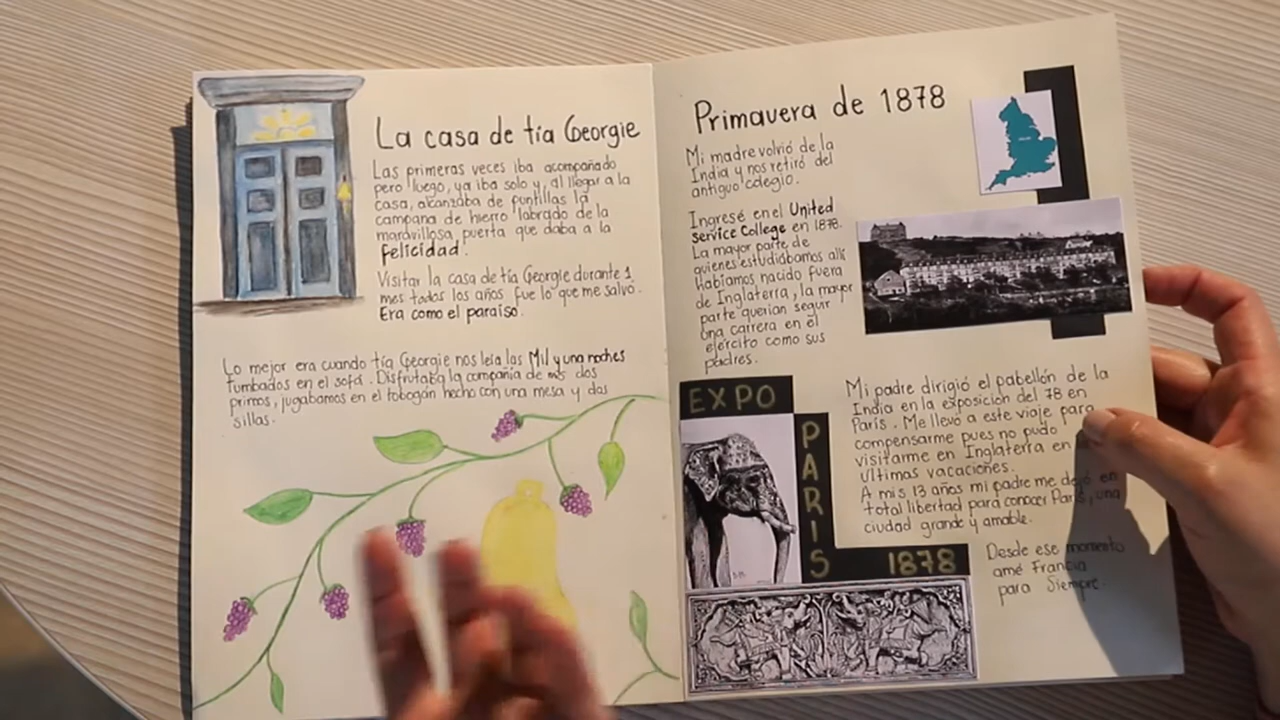 La casa de tía Georgie
Las primeras veces iba acompañado
pero luego, ya iba solo y, al llegar a la
casa, alcanzaba de puntillas la
campana de hierro labrado de la
maravillosa puerta que daba a la
felicidad.
Visitar la casa de tía Georgie durante 1
mes todos los años fue lo que me salvó.
Era como el paraíso.
Lo mejor era cuando tía Georgie nos leía las Mil y una noches
tumbados en el sofá. Disfrutaba la compañía de mis dos
primos, jugabamos en el tobogán hecho con una mesa y dos
sillas.
Primavera de 1878
Mi madre volvió de la
India y nos retiró del
antiguo colegio.
Ingresé en el United
Service College en 1878.
La mayor parte de
quienes estudiábamos allí
habíamos nacido fuera
de Inglaterra, la mayor
parte querían seguir
una carrera en el
ejército como sus
padres.
EXPO
PARIS
1878
Mi padre dirigió el pabellón de la
India en la exposición del 78 en
París. Me llevó a este viaje para
compensarme pues no pudo
visitarme en Inglaterra en
últimas vacaciones.
A mis 13 años mi padre me dejó en
total libertad para conocer París, una
ciudad grande y amable.
Desde ese momento
amé Francia
para siempre.